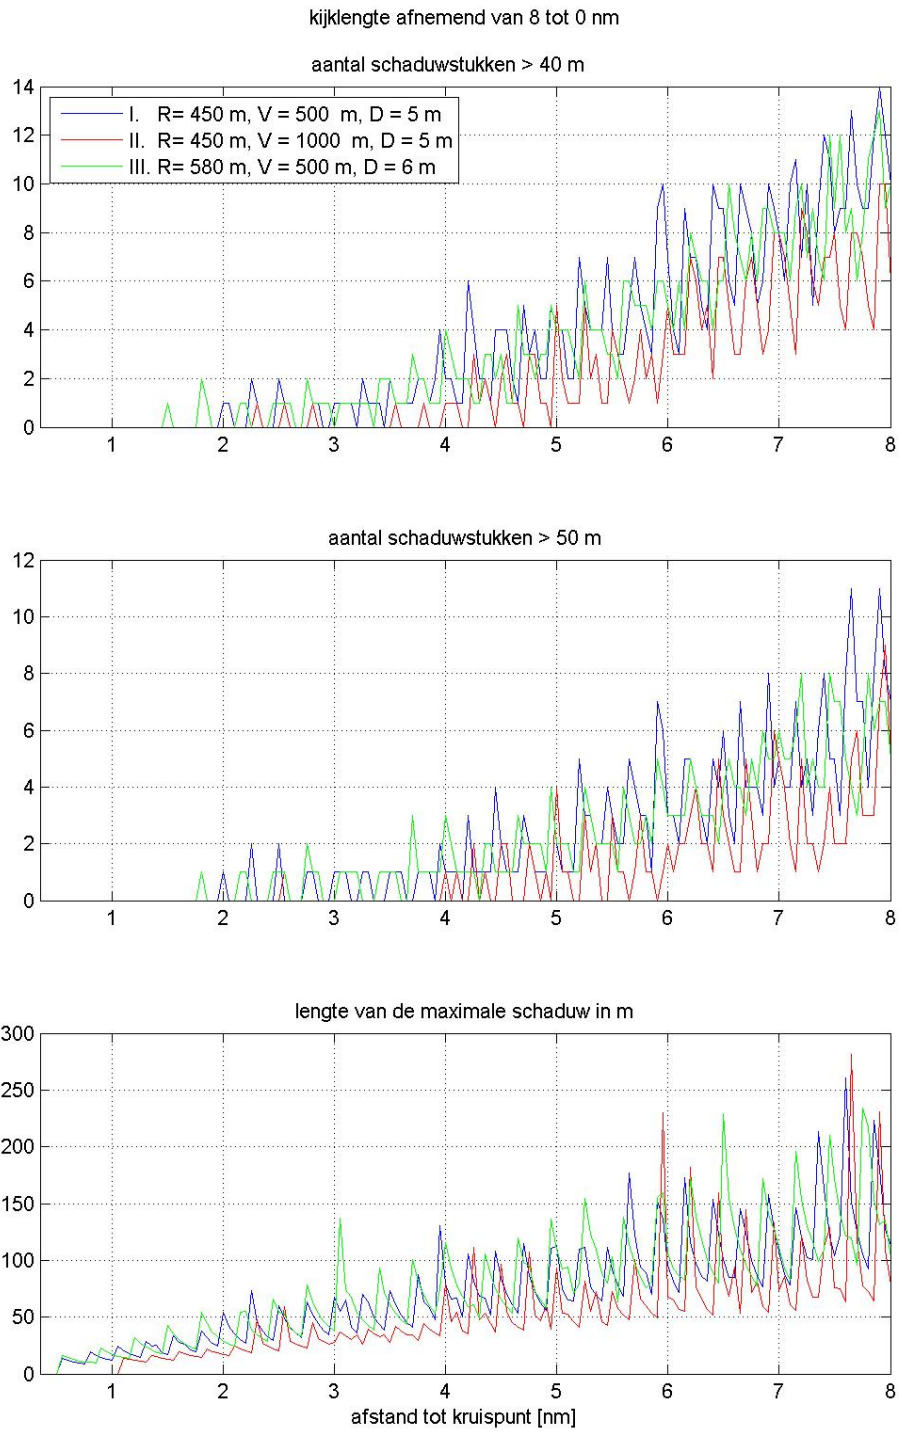 kijklengte afnemend van 8 tot 0 nm
aantal schaduwstukken > 40 m
14
12
10
8
6
4
2
0
I. R= 450 m, V = 500 m, D = 5 m
II. R= 450 m, V = 1000 m, D = 5 m
III. R= 580 m, V = 500 m, D = 6 m
1 2 3 4 5 6 7 8
aantal schaduwstukken > 50 m
12
10
8
6
4
2
0
1 2 3 4 5 6 7 8
lengte van de maximale schaduw in m
300
250
200
150
100
50
0
1 2 3 4 5 6 7 8
afstand tot kruispunt [nm]